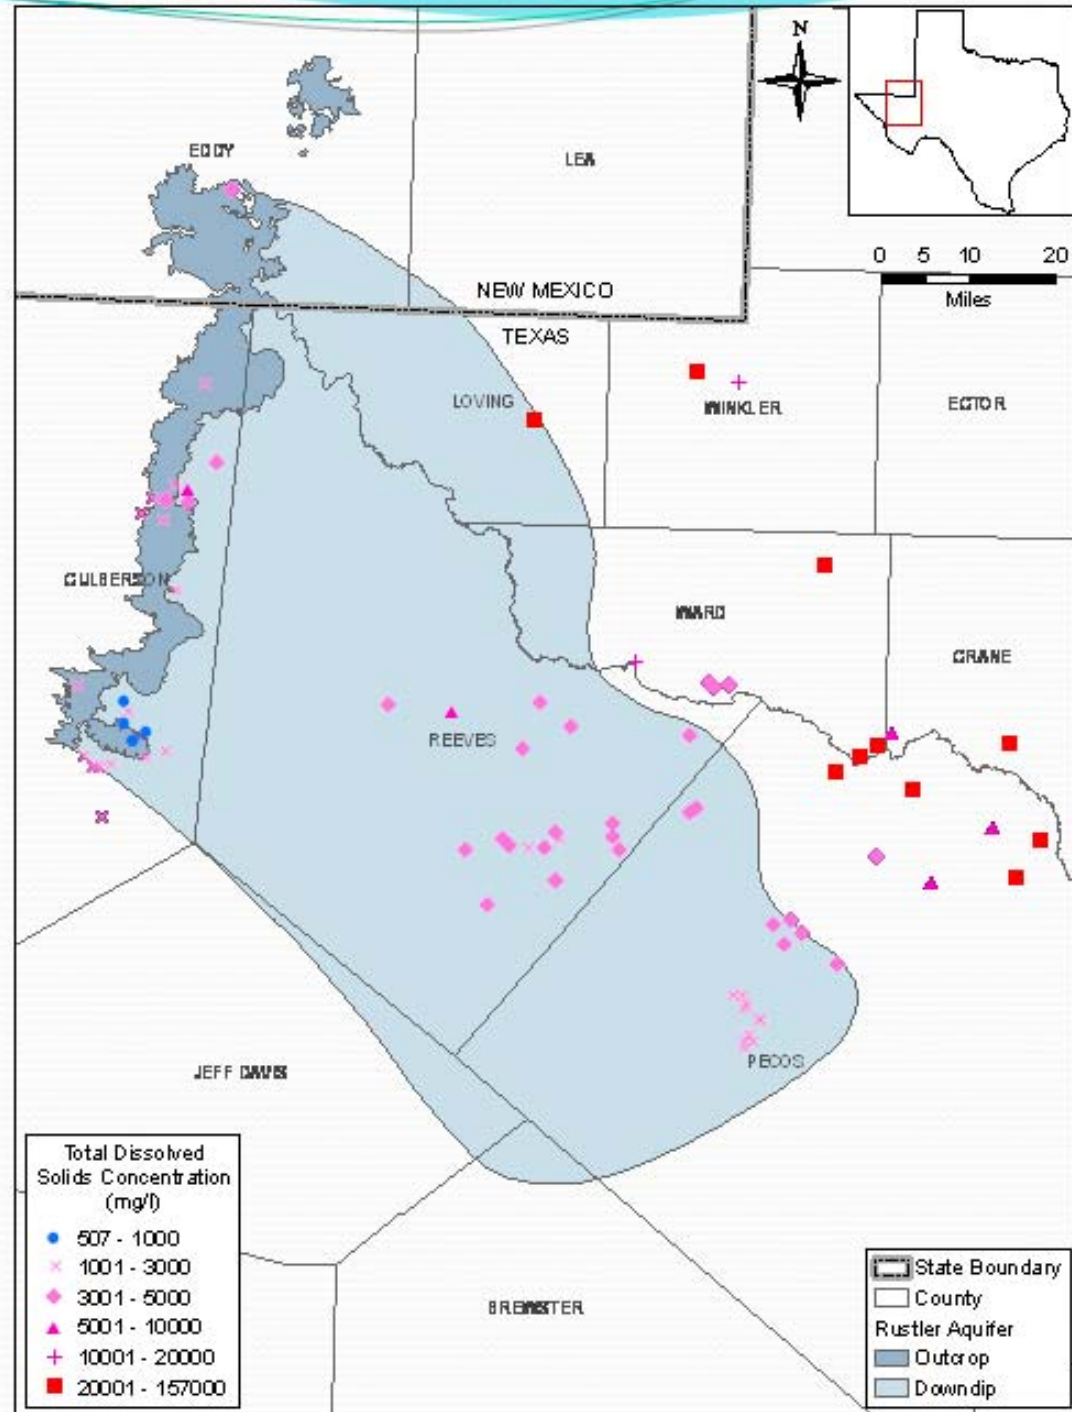 N
EDDY
LEA
0 5 10 20
Miles
NEW MEXICO
TEXAS
LOVING
WINKLER
ECTOR
CULBERSON
WARD
CRANE
REEVES
PECOS
JEFF DAVIS
BREWSTER
Total Dissolved
Solids Concentration
(mg/l)
507 - 1000
1001 - 3000
3001 - 5000
5001 - 10000
10001 - 20000
20001 - 157000
State Boundary
County
Rustler Aquifer
Outcrop
Downdip